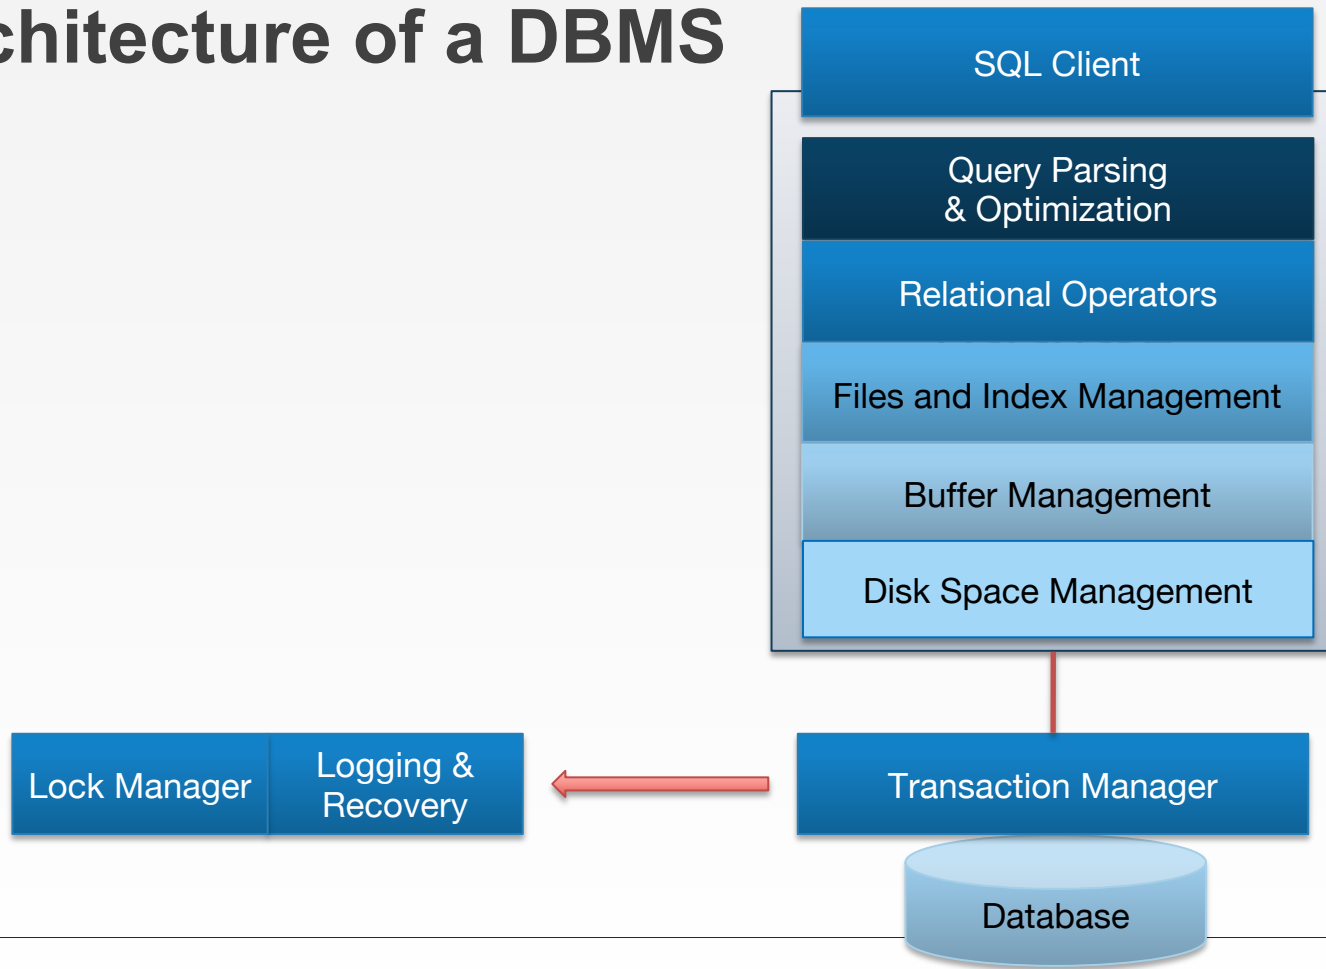 chitecture of a DBMS
SQL Client
Query Parsing
& Optimization
Relational Operators
Files and Index Management
Buffer Management
Disk Space Management
Lock Manager
Logging &
Recovery
Transaction Manager
Database